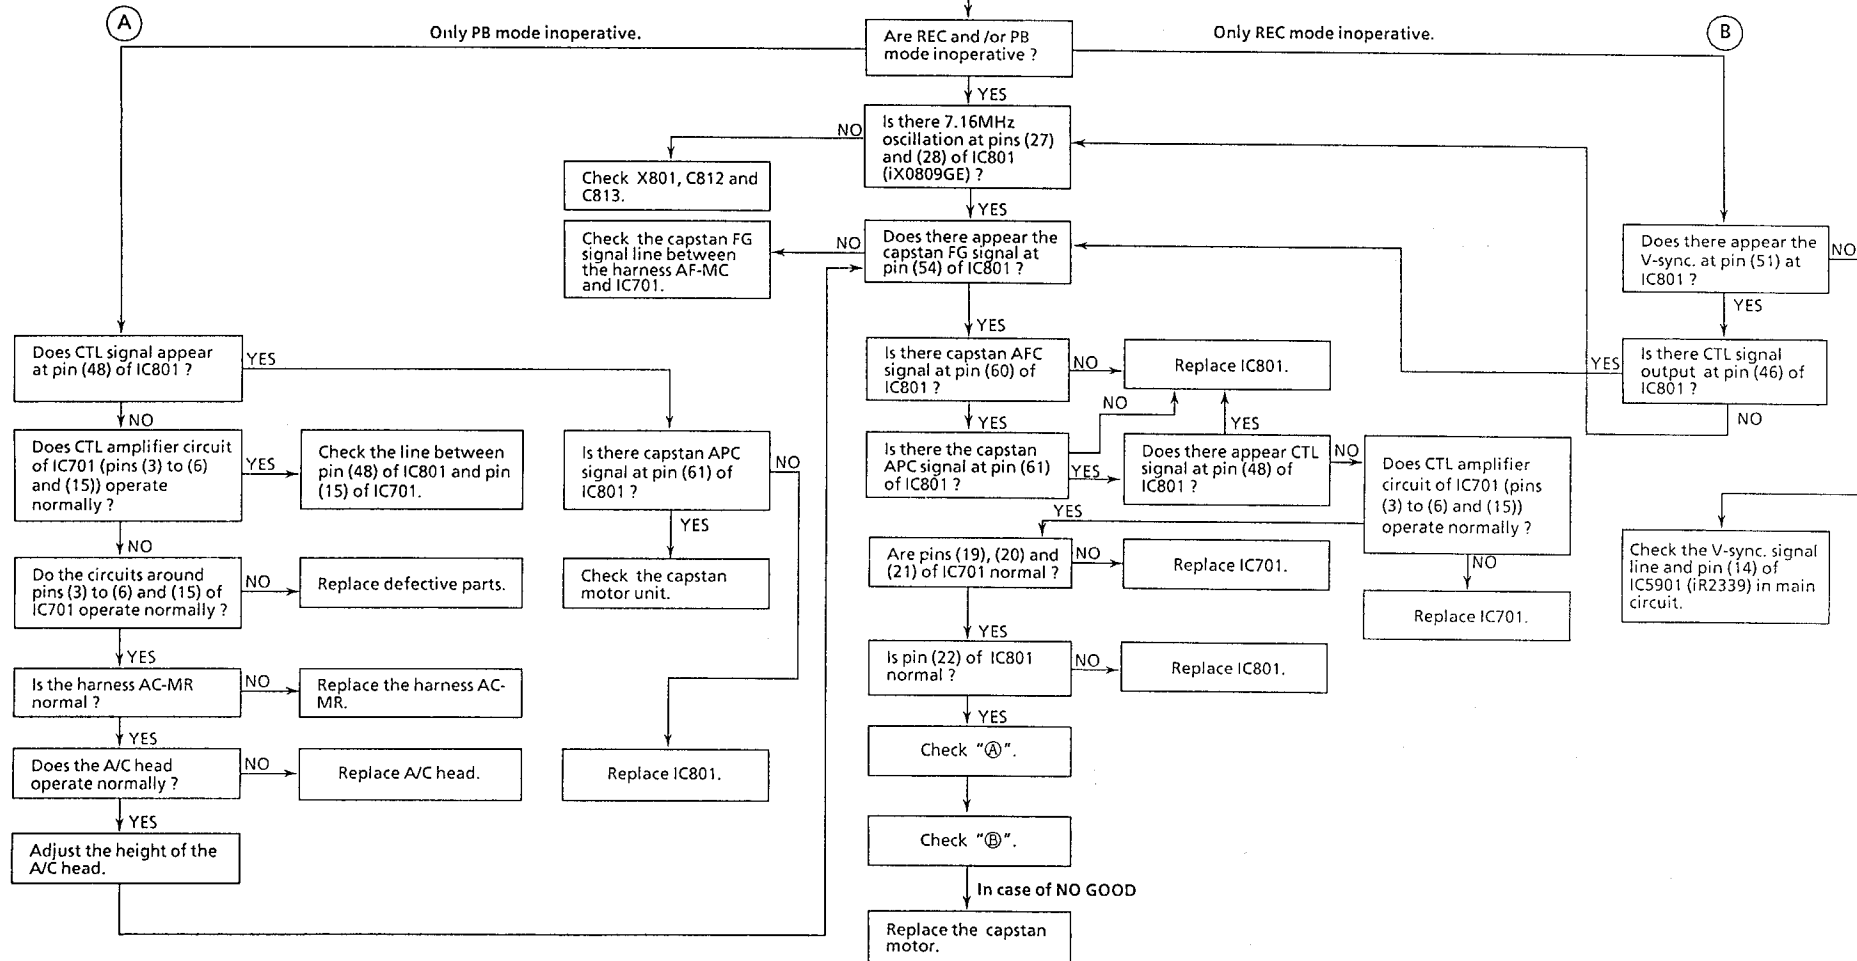 A
Only PB mode inoperative.
Are REC and /or PB
mode inoperative ?
Only REC mode inoperative.
B
YES
Is there 7.16MHz
oscillation at pins (27)
and (28) of IC801
(iX0809GE) ?
NO
Check X801, C812 and
C813.
YES
Does there appear the
capstan FG signal at
pin (54) of IC801 ?
NO
Check the capstan FG
signal line between
the harness AF-MC
and IC701.
Does there appear the
V-sync. at pin (51) at
IC801 ?
NO
YES
YES
Does CTL signal appear
at pin (48) of IC801 ?
YES
Is there capstan AFC
signal at pin (60) of
IC801 ?
NO
Replace IC801.
YES
Is there CTL signal
output at pin (46) of
IC801 ?
NO
NO
YES
NO
YES
Does CTL amplifier circuit
of IC701 (pins (3) to (6)
and (15)) operate
normally ?
YES
Check the line between
pin (48) of IC801 and pin
(15) of IC701.
Is there capstan APC
signal at pin (61) of
IC801 ?
NO
Is there the capstan
APC signal at pin (61)
of IC801 ?
YES
Does there appear CTL
signal at pin (48) of
IC801 ?
NO
Does CTL amplifier
circuit of IC701 (pins
(3) to (6) and (15))
operate normally ?
YES
YES
NO
Do the circuits around
pins (3) to (6) and (15) of
IC701 operate normally ?
NO
Replace defective parts.
Check the capstan
motor unit.
Are pins (19), (20) and
(21) of IC701 normal ?
NO
Replace IC701.
NO
Replace IC701.
Check the V-sync. signal
line and pin (14) of
IC5901 (iR2339) in main
circuit.
YES
YES
Is the harness AC-MR
normal ?
NO
Replace the harness AC-
MR.
Is pin (22) of IC801
normal ?
NO
Replace IC801.
YES
YES
Does the A/C head
operate normally ?
NO
Replace A/C head.
Replace IC801.
Check "Ⓐ".
YES
Adjust the height of the
A/C head.
Check "Ⓑ".
In case of NO GOOD
Replace the capstan
motor.